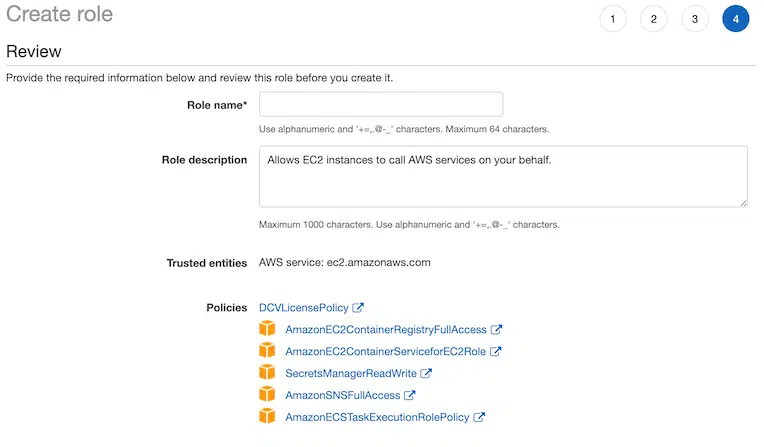 Create role
1 2 3 4
Review
Provide the required information below and review this role before you create it.
Role name*
Use alphanumeric and '+=,.@-_' characters. Maximum 64 characters.
Role description Allows EC2 instances to call AWS services on your behalf.
Maximum 1000 characters. Use alphanumeric and '+=,.@-_' characters.
Trusted entities AWS service: ec2.amazonaws.com
Policies DCVLicensePolicy
AmazonEC2ContainerRegistryFullAccess
AmazonEC2ContainerServiceforEC2Role
SecretsManagerReadWrite
AmazonSNSFullAccess
AmazonECSTaskExecutionRolePolicy